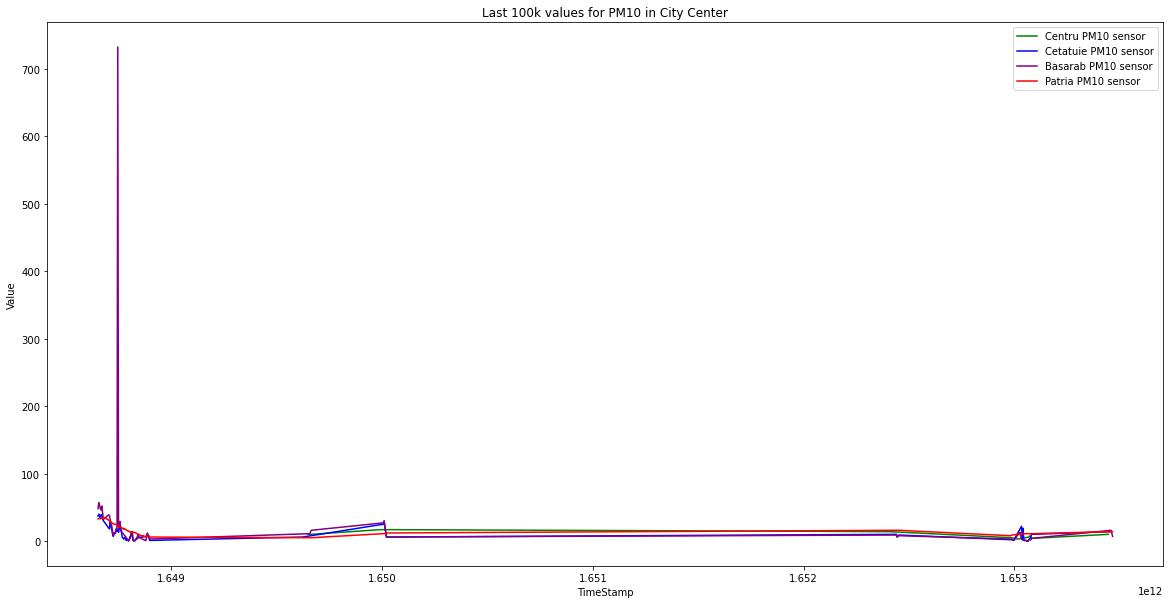 Last 100k values for PM10 in City Center
Centru PM10 sensor
Cetatuie PM10 sensor
Basarab PM10 sensor
Patria PM10 sensor
700
600
500
400
300
200
100
0
Value
1.649 1.650 1.651 1.652 1.653
TimeStamp
1e12